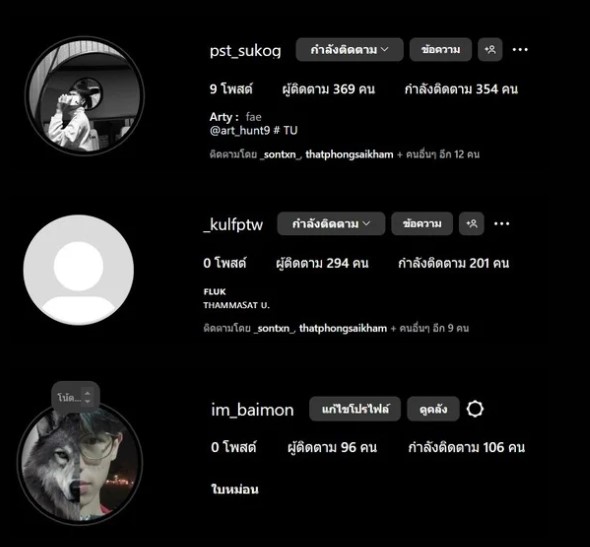 pst_sukog กำลังติดตาม ข้อความ
9 โพสต์ ผู้ติดตาม 369 คน กำลังติดตาม 354 คน
Arty : fae
@art_hunt9 # TU
ติดตามโดย _sontxn_, thatphongsaikham + คนอื่นๆ อีก 12 คน
_kulfptw กำลังติดตาม ข้อความ
0 โพสต์ ผู้ติดตาม 294 คน กำลังติดตาม 201 คน
FLUK
THAMMASAT U.
ติดตามโดย _sontxn_, thatphongsaikham + คนอื่นๆ อีก 9 คน
โน้ต...
im_baimon แก้ไขโปรไฟล์ ดูคลัง
0 โพสต์ ผู้ติดตาม 96 คน กำลังติดตาม 106 คน
ใบหม่อน